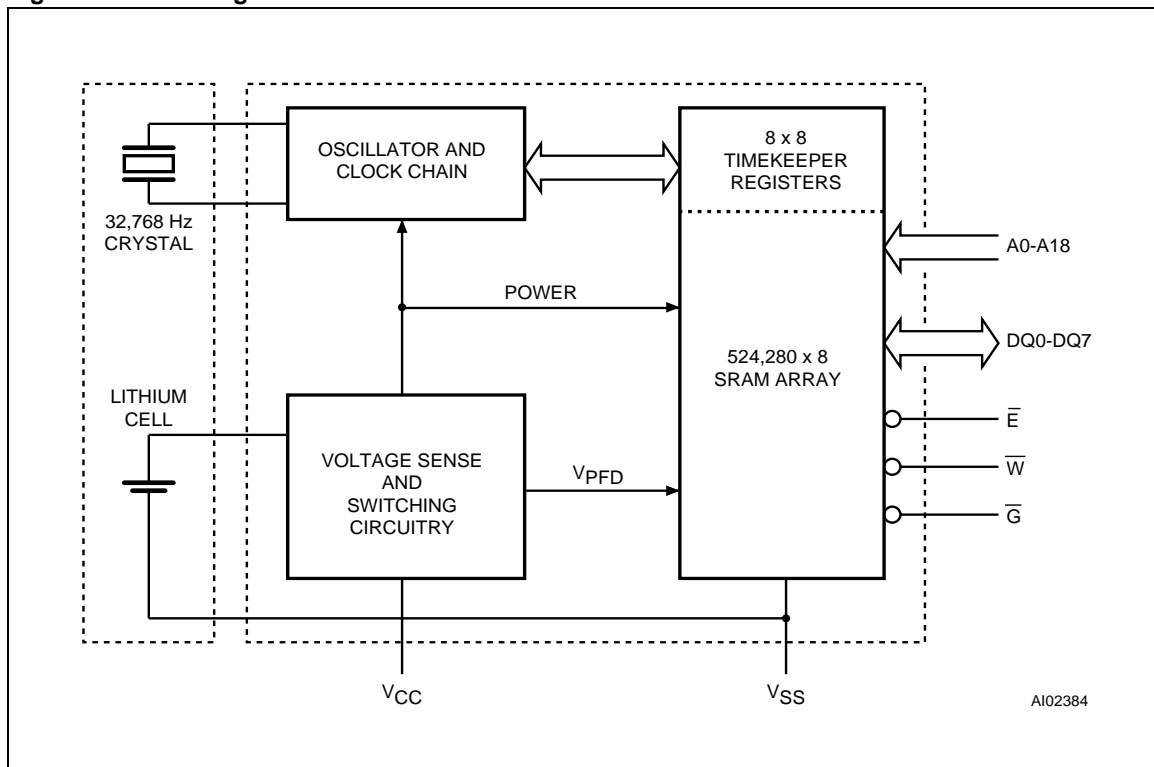 OSCILLATOR AND
CLOCK CHAIN
8 x 8
TIMEKEEPER
REGISTERS
32,768 Hz
CRYSTAL
A0-A18
POWER
DQ0-DQ7
524,280 x 8
SRAM ARRAY
LITHIUM
CELL
E̅
VOLTAGE SENSE
AND
SWITCHING
CIRCUITRY
VPFD
W̅
G̅
VCC
VSS
AI02384